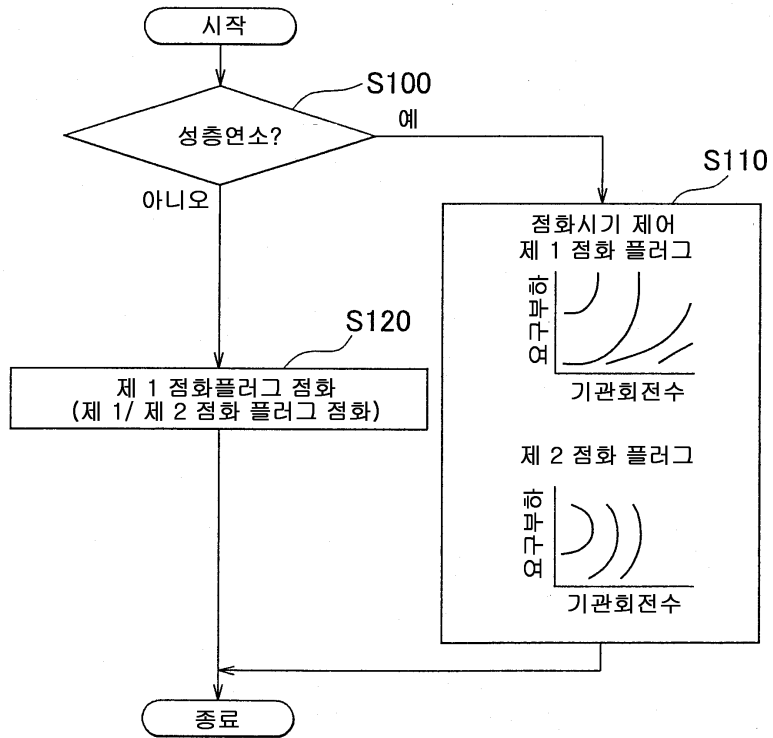 시작
S100
성층연소?
예
아니오
S110
점화시기 제어
제 1 점화 플러그
요구부하
기관회전수
S120
제 1 점화플러그 점화
(제 1/ 제 2 점화 플러그 점화)
제 2 점화 플러그
요구부하
기관회전수
종료